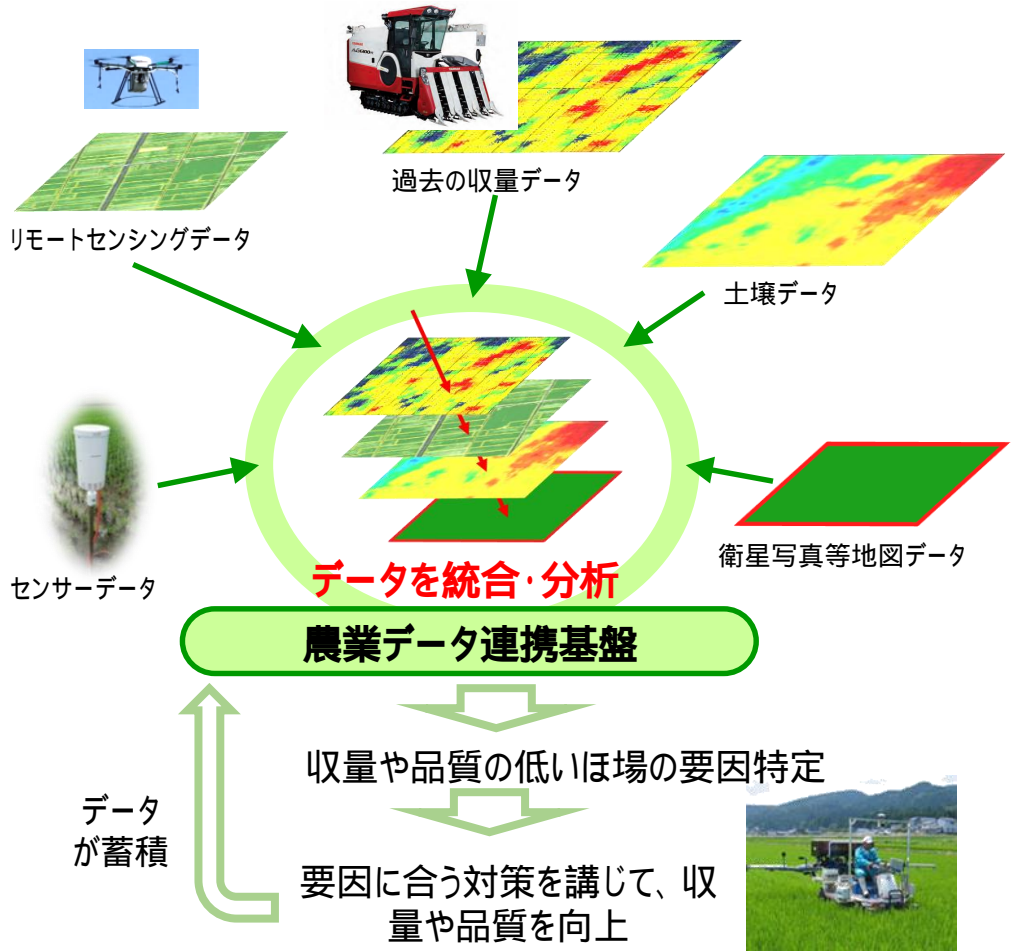 過去の収量データ
リモートセンシングデータ
土壌データ
衛星写真等地図データ
センサーデータ
データを統合・分析
農業データ連携基盤
収量や品質の低いほ場の要因特定
データ
が蓄積
要因に合う対策を講じて、収
量や品質を向上